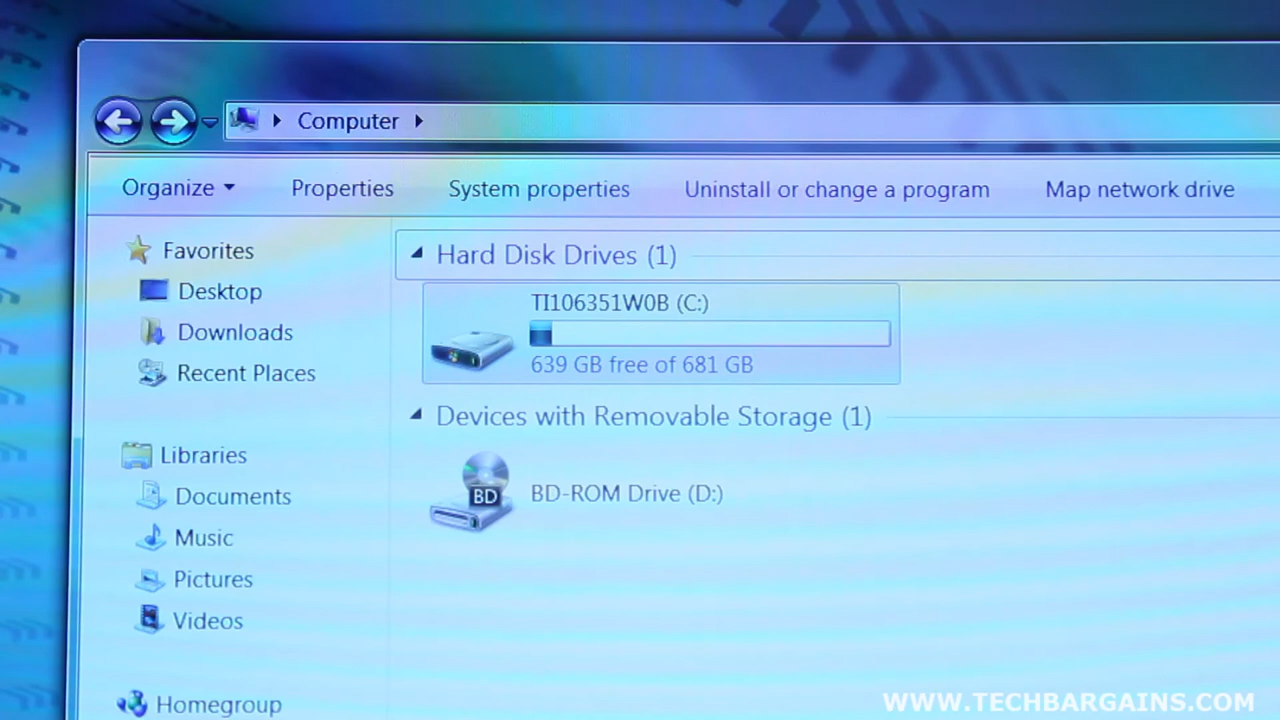 Computer
Organize
Properties
System properties
Uninstall or change a program
Map network drive
Favorites
Desktop
Downloads
Recent Places
Libraries
Documents
Music
Pictures
Videos
Homegroup
Hard Disk Drives (1)
TI106351W0B (C:)
639 GB free of 681 GB
Devices with Removable Storage (1)
BD
BD-ROM Drive (D:)
WWW.TECHBARGAINS.COM